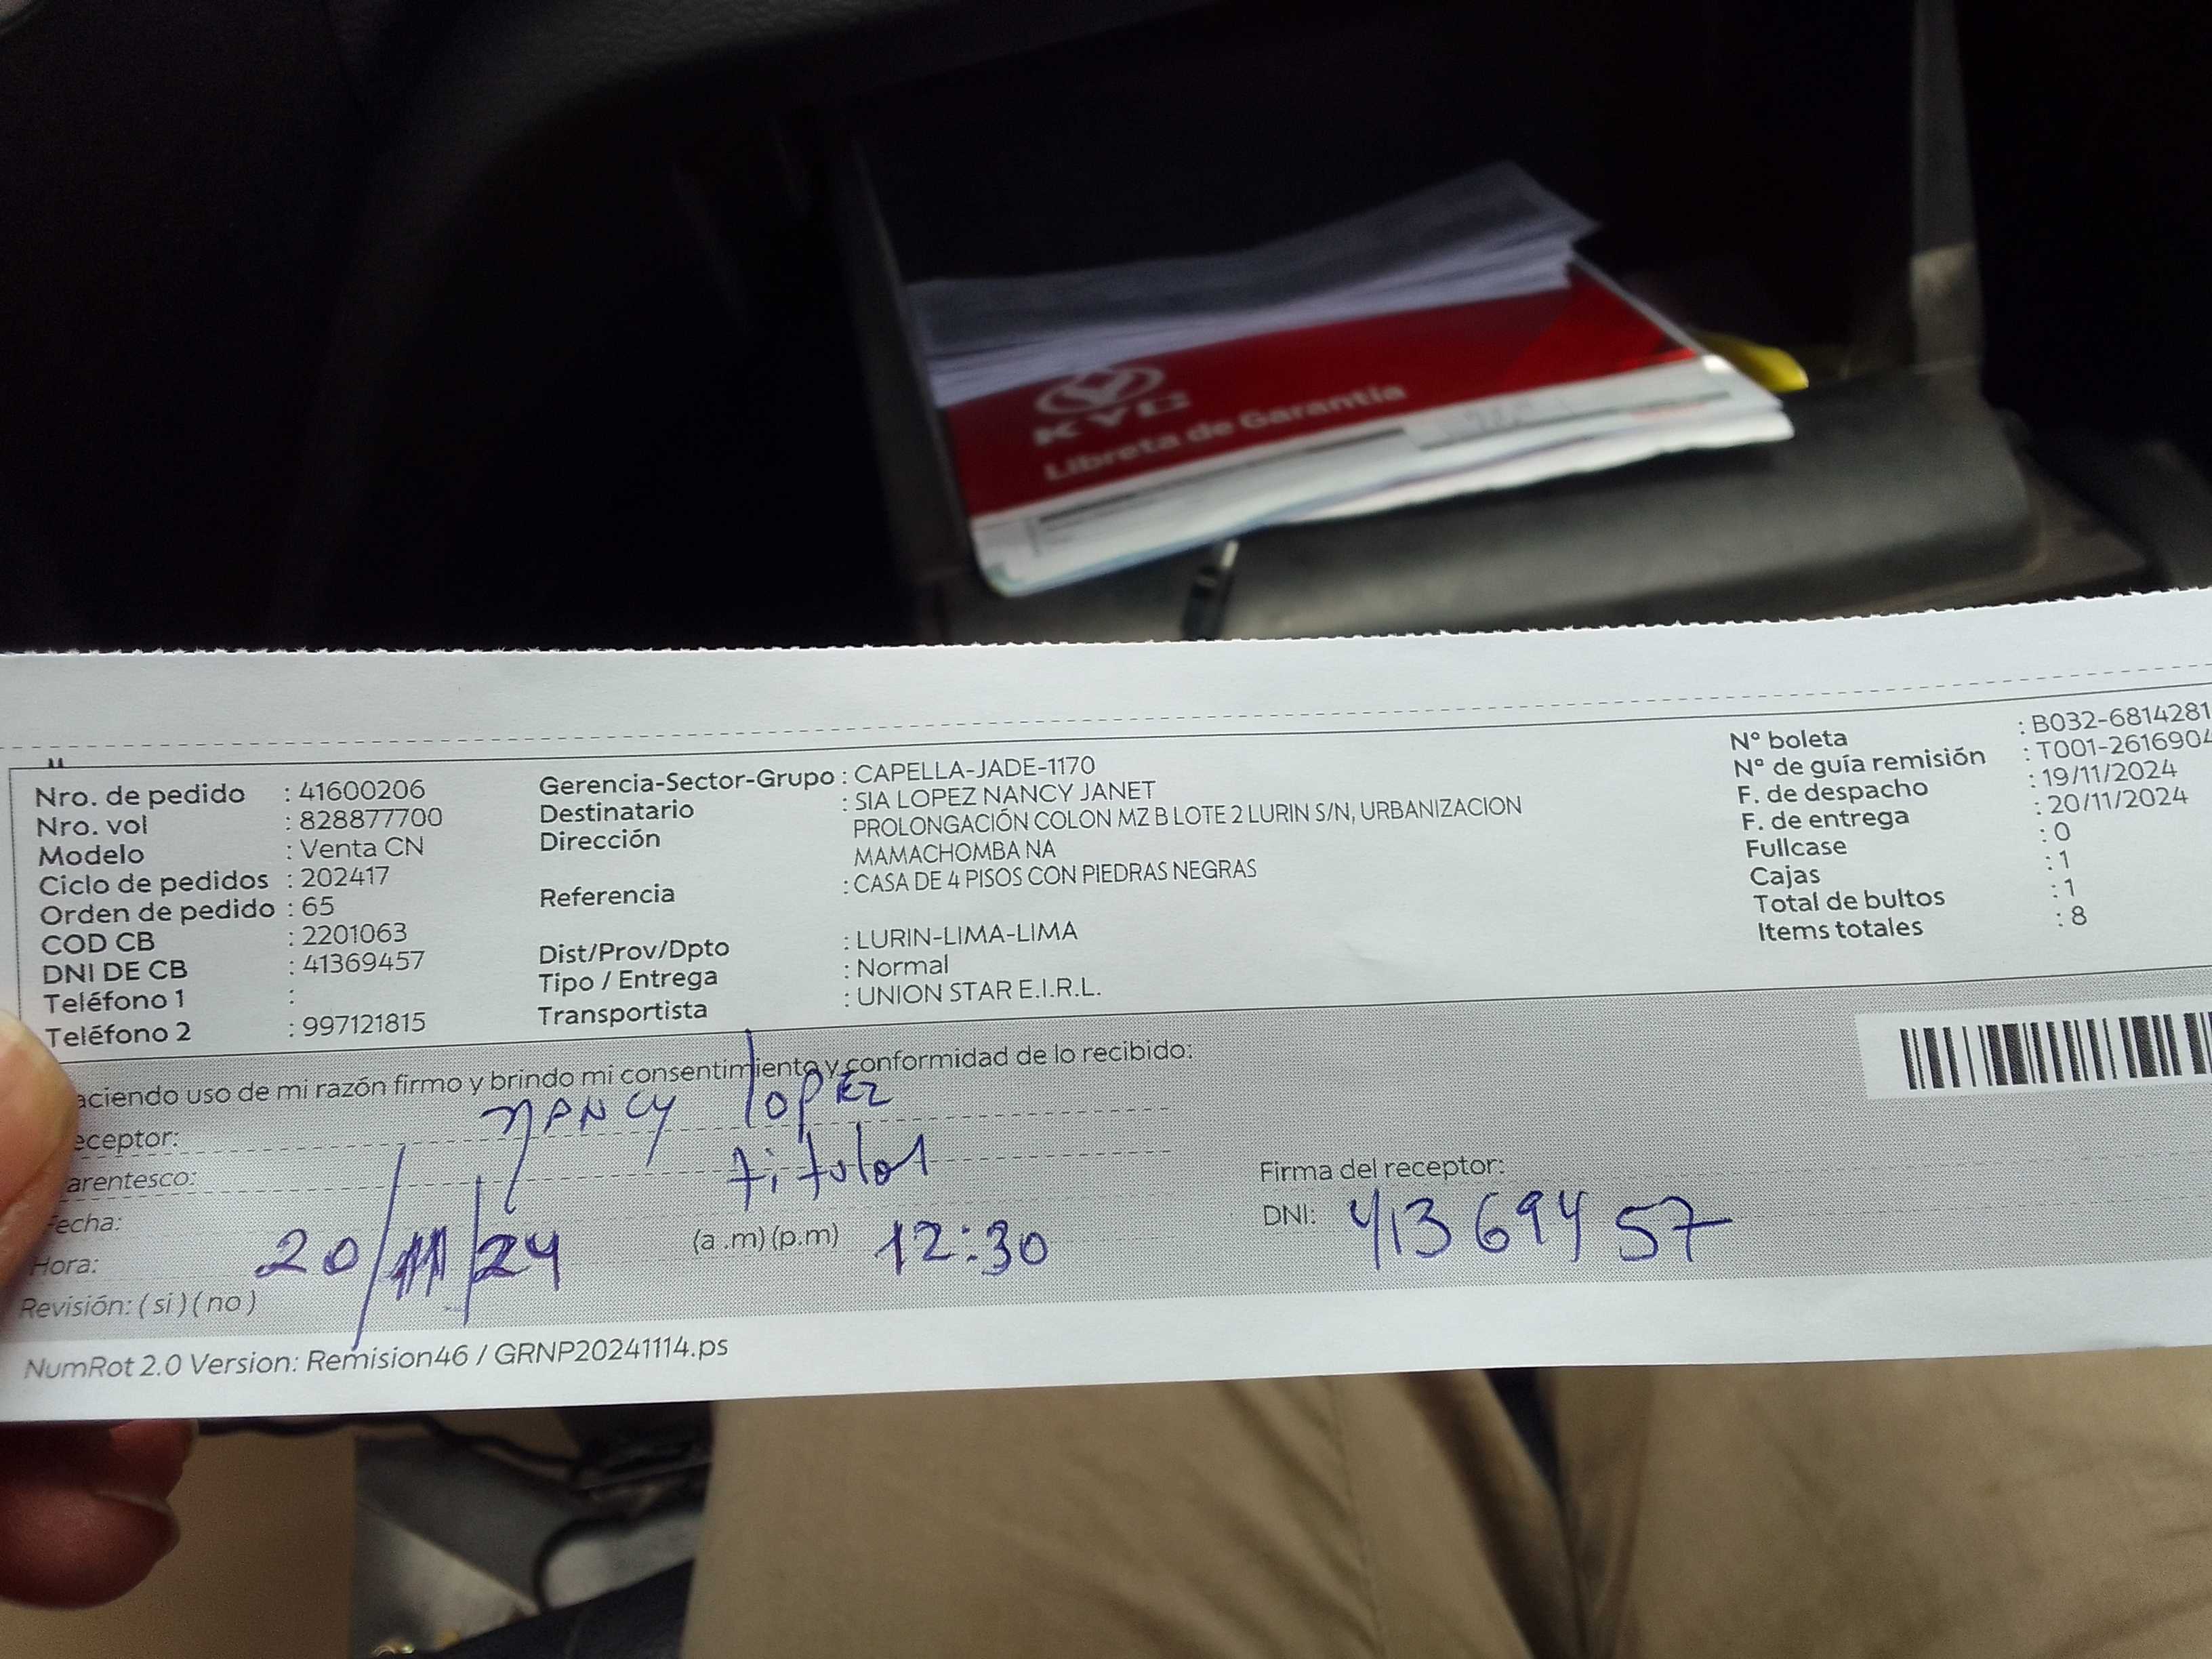 KYC
Libreta de Garantía
Nro. de pedido : 41600206
Nro. vol : 828877700
Modelo : Venta CN
Ciclo de pedidos : 202417
Orden de pedido : 65
COD CB : 2201063
DNI DE CB : 41369457
Teléfono 1 :
Teléfono 2 : 997121815
Gerencia-Sector-Grupo : CAPELLA-JADE-1170
Destinatario : SIA LOPEZ NANCY JANET
Dirección PROLONGACIÓN COLON MZ B LOTE 2 LURIN S/N, URBANIZACION
MAMACHOMBA NA
Referencia : CASA DE 4 PISOS CON PIEDRAS NEGRAS
Dist/Prov/Dpto : LURIN-LIMA-LIMA
Tipo / Entrega : Normal
Transportista : UNION STAR E.I.R.L.
N° boleta : B032-6814281
N° de guía remisión : T001-2616904
F. de despacho : 19/11/2024
F. de entrega : 20/11/2024
Fullcase : 0
Cajas : 1
Total de bultos : 1
Items totales : 8
aciendo uso de mi razón firmo y brindo mi consentimiento y conformidad de lo recibido:
eceptor: Nancy Lopez
arentesco: titular
Fecha: 20/11/24
Hora: (a .m) (p.m) 12:30
Revisión: ( si ) ( no )
Firma del receptor:
DNI: 41369457
NumRot 2.0 Version: Remision46 / GRNP20241114.ps